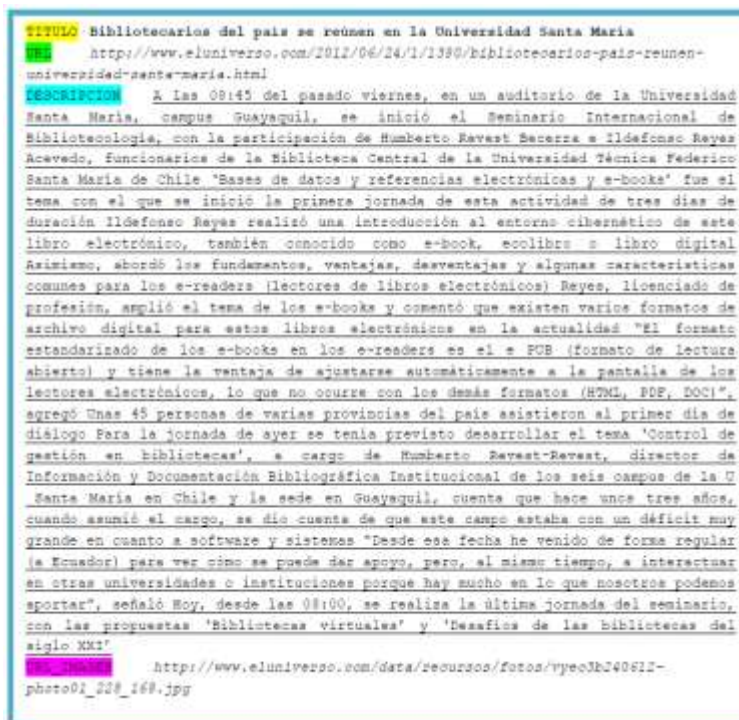 TITULO Bibliotecarios del país se reúnen en la Universidad Santa María
URL http://www.eluniverso.com/2012/06/24/1/1380/bibliotecarios-pais-reunen-
universidad-santa-maria.html
DESCRIPCION A las 08:45 del pasado viernes, en un auditorio de la Universidad
Santa María, campus Guayaquil, se inició el Seminario Internacional de
Bibliotecología, con la participación de Humberto Revest Becerra e Ildefonso Reyes
Acevedo, funcionarios de la Biblioteca Central de la Universidad Técnica Federico
Santa María de Chile 'Bases de datos y referencias electrónicas y e-books' fue el
tema con el que se inició la primera jornada de esta actividad de tres días de
duración Ildefonso Reyes realizó una introducción al entorno cibernético de este
libro electrónico, también conocido como e-book, ecolibro o libro digital
Asimismo, abordó los fundamentos, ventajas, desventajas y algunas características
comunes para los e-readers (lectores de libros electrónicos) Reyes, licenciado de
profesión, amplió el tema de los e-books y comentó que existen varios formatos de
archivo digital para estos libros electrónicos en la actualidad "El formato
estandarizado de los e-books en los e-readers es el e PUB (formato de lectura
abierto) y tiene la ventaja de ajustarse automáticamente a la pantalla de los
lectores electrónicos, lo que no ocurre con los demás formatos (HTML, PDF, DOC)",
agregó Unas 45 personas de varias provincias del país asistieron al primer día de
diálogo Para la jornada de ayer se tenía previsto desarrollar el tema 'Control de
gestión en bibliotecas', a cargo de Humberto Revest-Revest, director de
Información y Documentación Bibliográfica Institucional de los seis campus de la U
Santa María en Chile y la sede en Guayaquil, cuenta que hace unos tres años,
cuando asumió el cargo, se dio cuenta de que este campo estaba con un déficit muy
grande en cuanto a software y sistemas "Desde esa fecha he venido de forma regular
(a Ecuador) para ver cómo se puede dar apoyo, pero, al mismo tiempo, a interactuar
en otras universidades o instituciones porque hay mucho en lo que nosotros podemos
aportar", señaló Hoy, desde las 08:00, se realiza la última jornada del seminario,
con las propuestas 'Bibliotecas virtuales' y 'Desafíos de las bibliotecas del
siglo XXI'
URL_IMAGEN http://www.eluniverso.com/data/recursos/fotos/vyec3b240612-
photo01_228_168.jpg